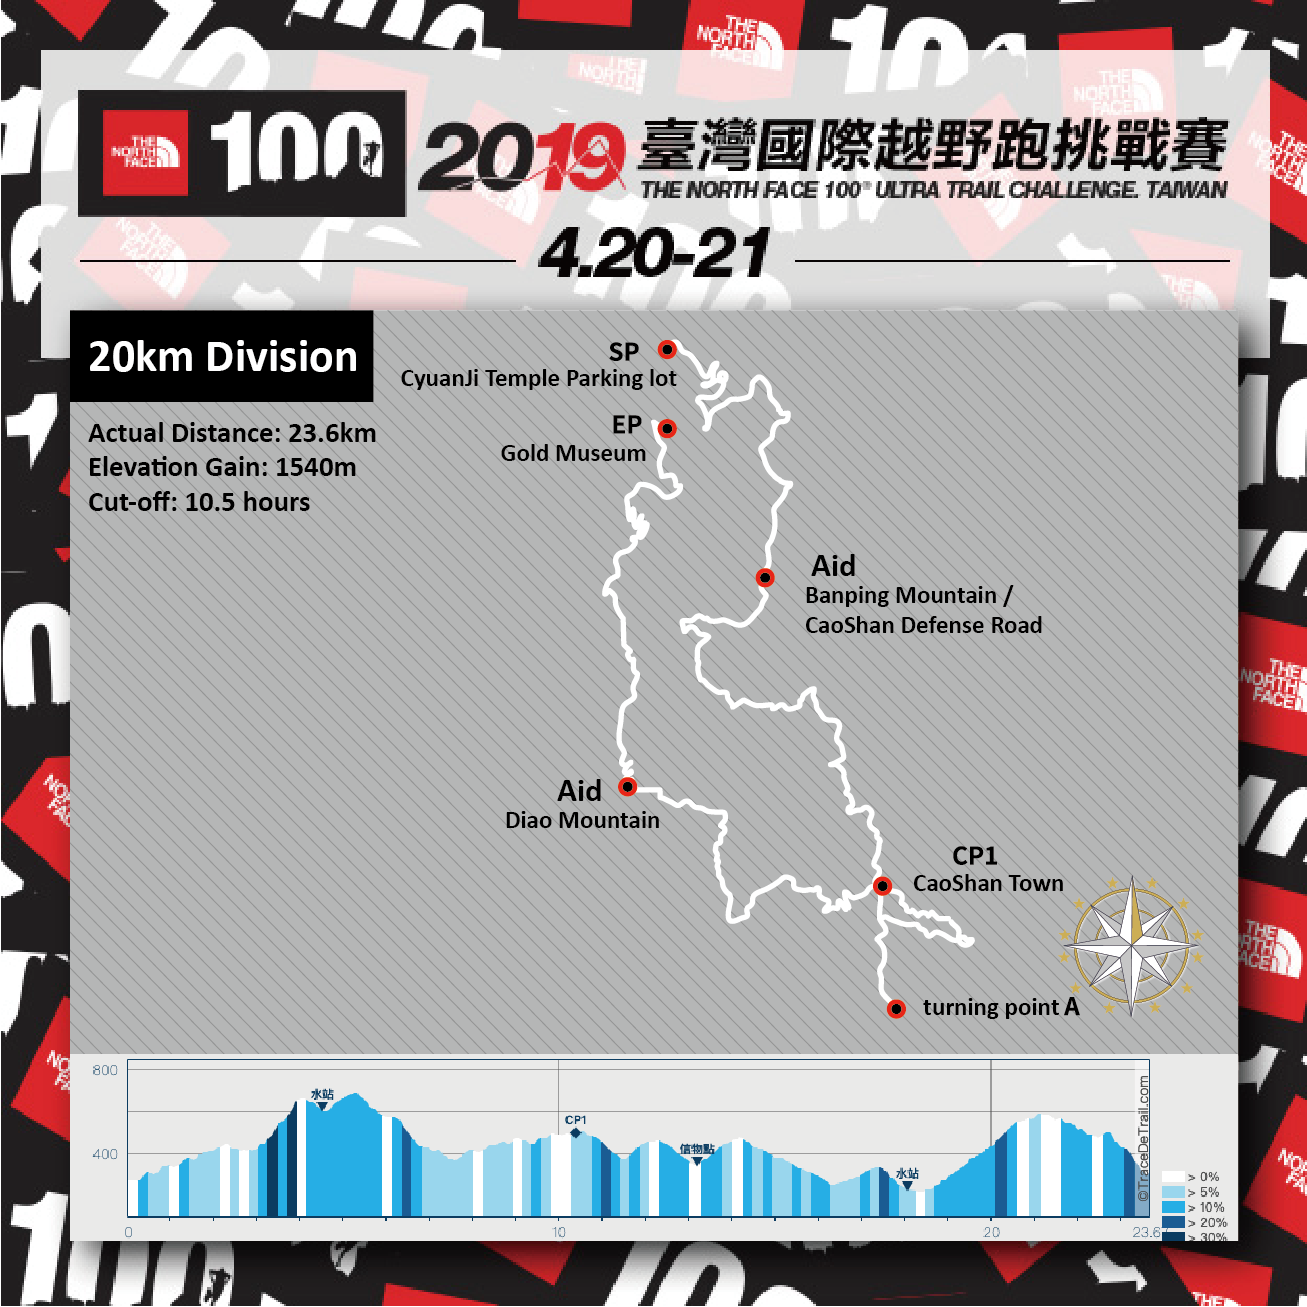 THE
NORTH
FACE
100
2019
臺灣國際越野跑挑戰賽
THE NORTH FACE 100® ULTRA TRAIL CHALLENGE. TAIWAN
4.20-21
20km Division
Actual Distance: 23.6km
Elevation Gain: 1540m
Cut-off: 10.5 hours
SP
CyuanJi Temple Parking lot
EP
Gold Museum
Aid
Banping Mountain /
CaoShan Defense Road
Aid
Diao Mountain
CP1
CaoShan Town
turning point A
800
400
水站
CP1
信物點
水站
0
10
20
23.6
©TraceDeTrail.com
> 0%
> 5%
> 10%
> 20%
> 30%